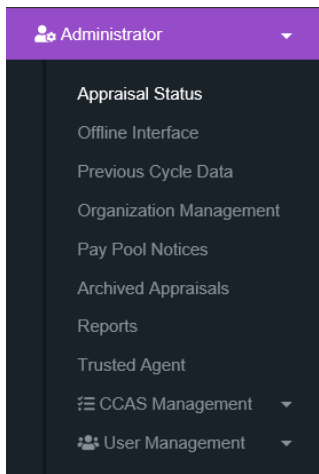 Administrator
Appraisal Status
Offline Interface
Previous Cycle Data
Organization Management
Pay Pool Notices
Archived Appraisals
Reports
Trusted Agent
CCAS Management
User Management